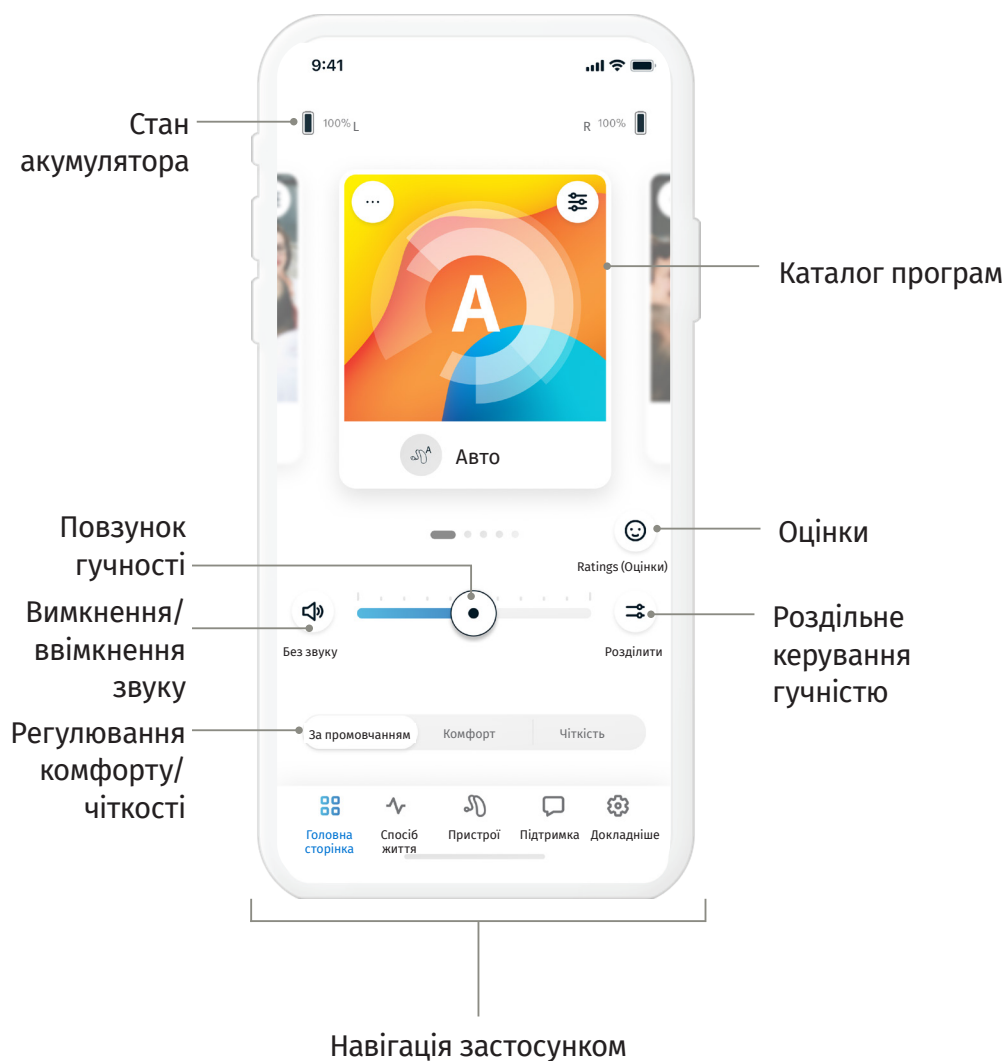 9:41
Стан
акумулятора
100% L
R 100%
...
A
Каталог програм
A
Авто
Повзунок
гучності
Оцінки
Ratings (Оцінки)
Вимкнення/
ввімкнення
звуку
Без звуку
Розділити
Роздільне
керування
гучністю
Регулювання
комфорту/
чіткості
За промовчанням
Комфорт
Чіткість
Головна
сторінка
Спосіб
життя
Пристрої
Підтримка
Докладніше
Навігація застосунком